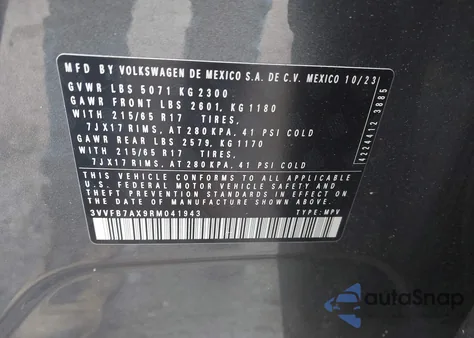 MFD BY VOLKSWAGEN DE MEXICO S.A. DE C.V. MEXICO 10/23
GVWR LBS 5071 KG 2300
GAWR FRONT LBS 2601, KG 1180
WITH 215/65 R17 TIRES,
7JX17 RIMS, AT 280 KPA, 41 PSI COLD
GAWR REAR LBS 2579, KG 1170
WITH 215/65 R17 TIRES,
7JX17 RIMS, AT 280 KPA, 41 PSI COLD
THIS VEHICLE CONFORMS TO ALL APPLICABLE
U.S. FEDERAL MOTOR VEHICLE SAFETY AND
THEFT PREVENTION STANDARDS IN EFFECT ON
THE DATE OF MANUFACTURE SHOWN ABOVE.
3VVFB7AX9RM041943 TYPE: MPV
4224412 3885
autoSnap